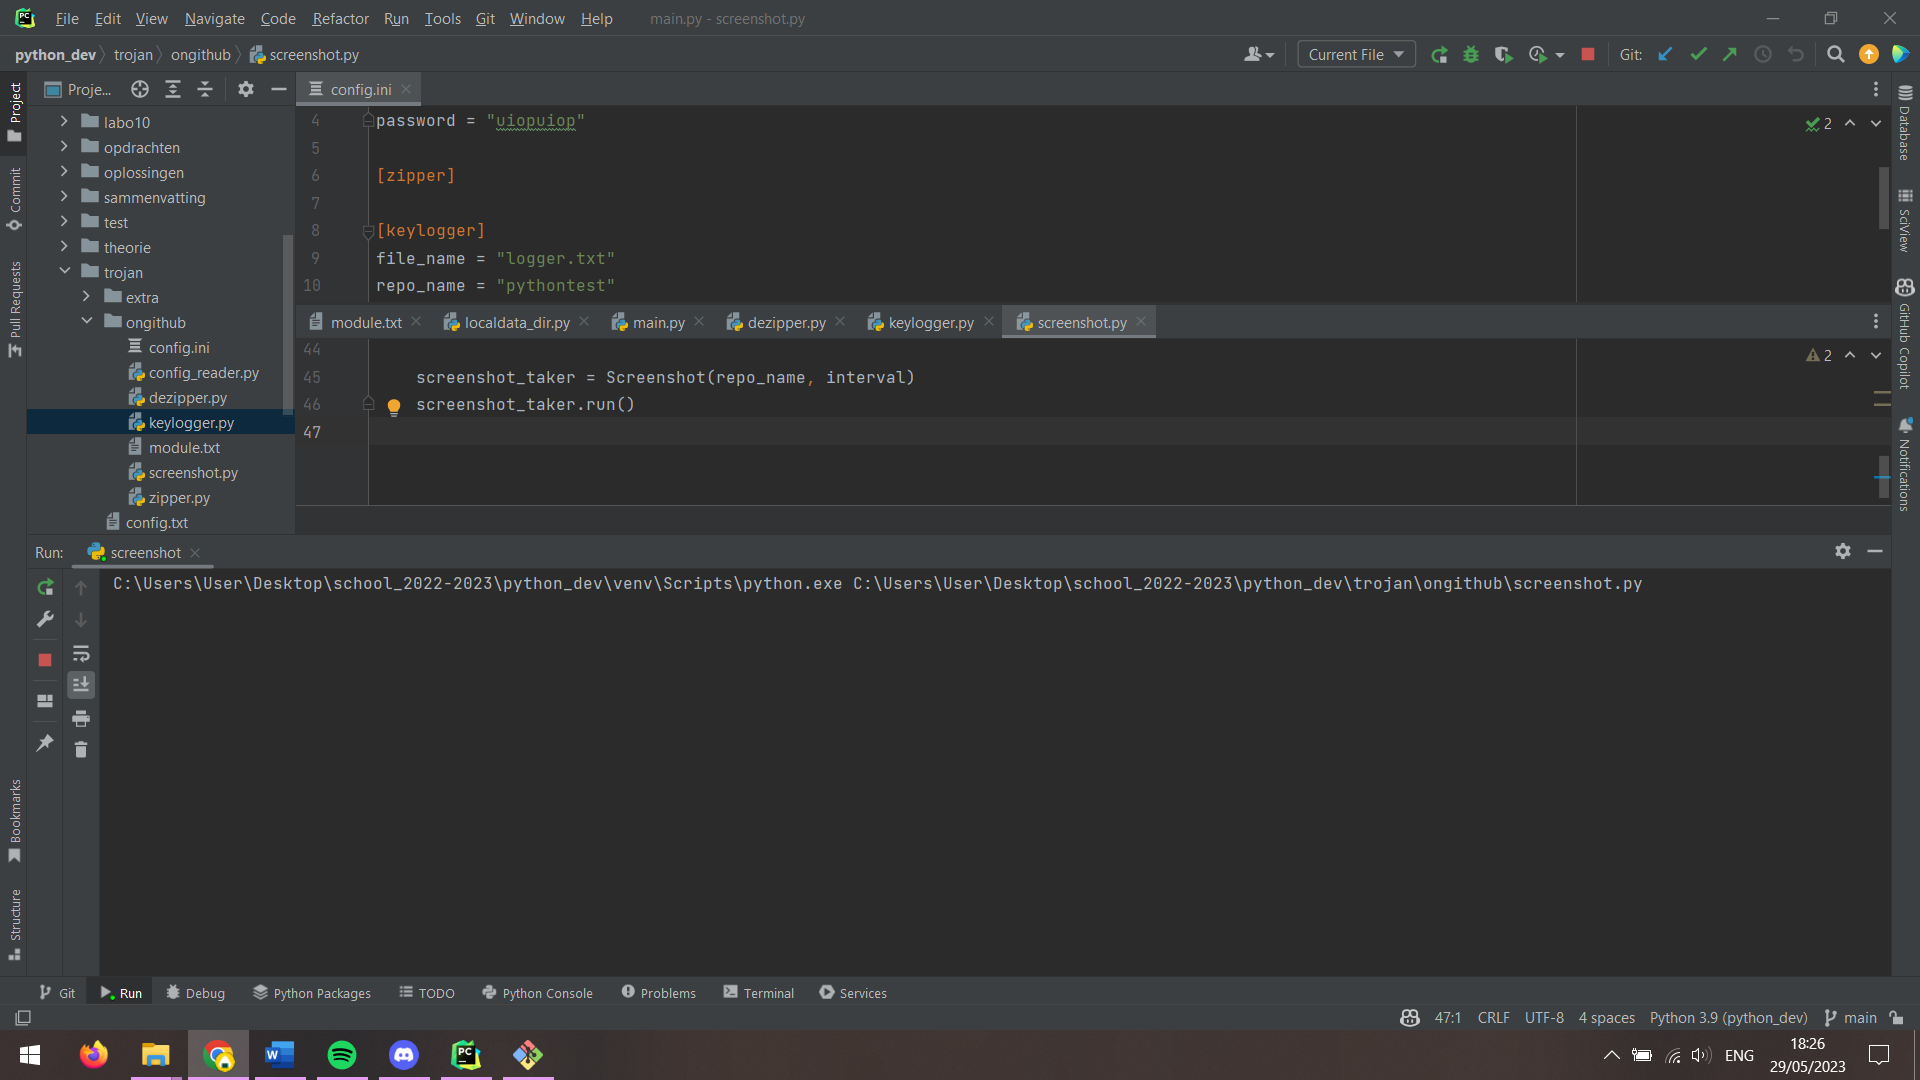 File Edit View Navigate Code Refactor Run Tools Git Window Help main.py - screenshot.py
python_dev trojan ongithub screenshot.py Current File Git:
Project
Commit
Pull Requests
Bookmarks
Structure
Proje...
labo10
opdrachten
oplossingen
sammenvatting
test
theorie
trojan
extra
ongithub
config.ini
config_reader.py
dezipper.py
keylogger.py
module.txt
screenshot.py
zipper.py
config.txt
config.ini
4 password = "uiopuiop"
5
6 [zipper]
7
8 [keylogger]
9 file_name = "logger.txt"
10 repo_name = "pythontest"
2
module.txt localdata_dir.py main.py dezipper.py keylogger.py screenshot.py
44
45 screenshot_taker = Screenshot(repo_name, interval)
46 screenshot_taker.run()
47
2
Database
SciView
GitHub Copilot
Notifications
Run: screenshot
C:\Users\User\Desktop\school_2022-2023\python_dev\venv\Scripts\python.exe C:\Users\User\Desktop\school_2022-2023\python_dev\trojan\ongithub\screenshot.py
Git Run Debug Python Packages TODO Python Console Problems Terminal Services
47:1 CRLF UTF-8 4 spaces Python 3.9 (python_dev) main
ENG
18:26
29/05/2023